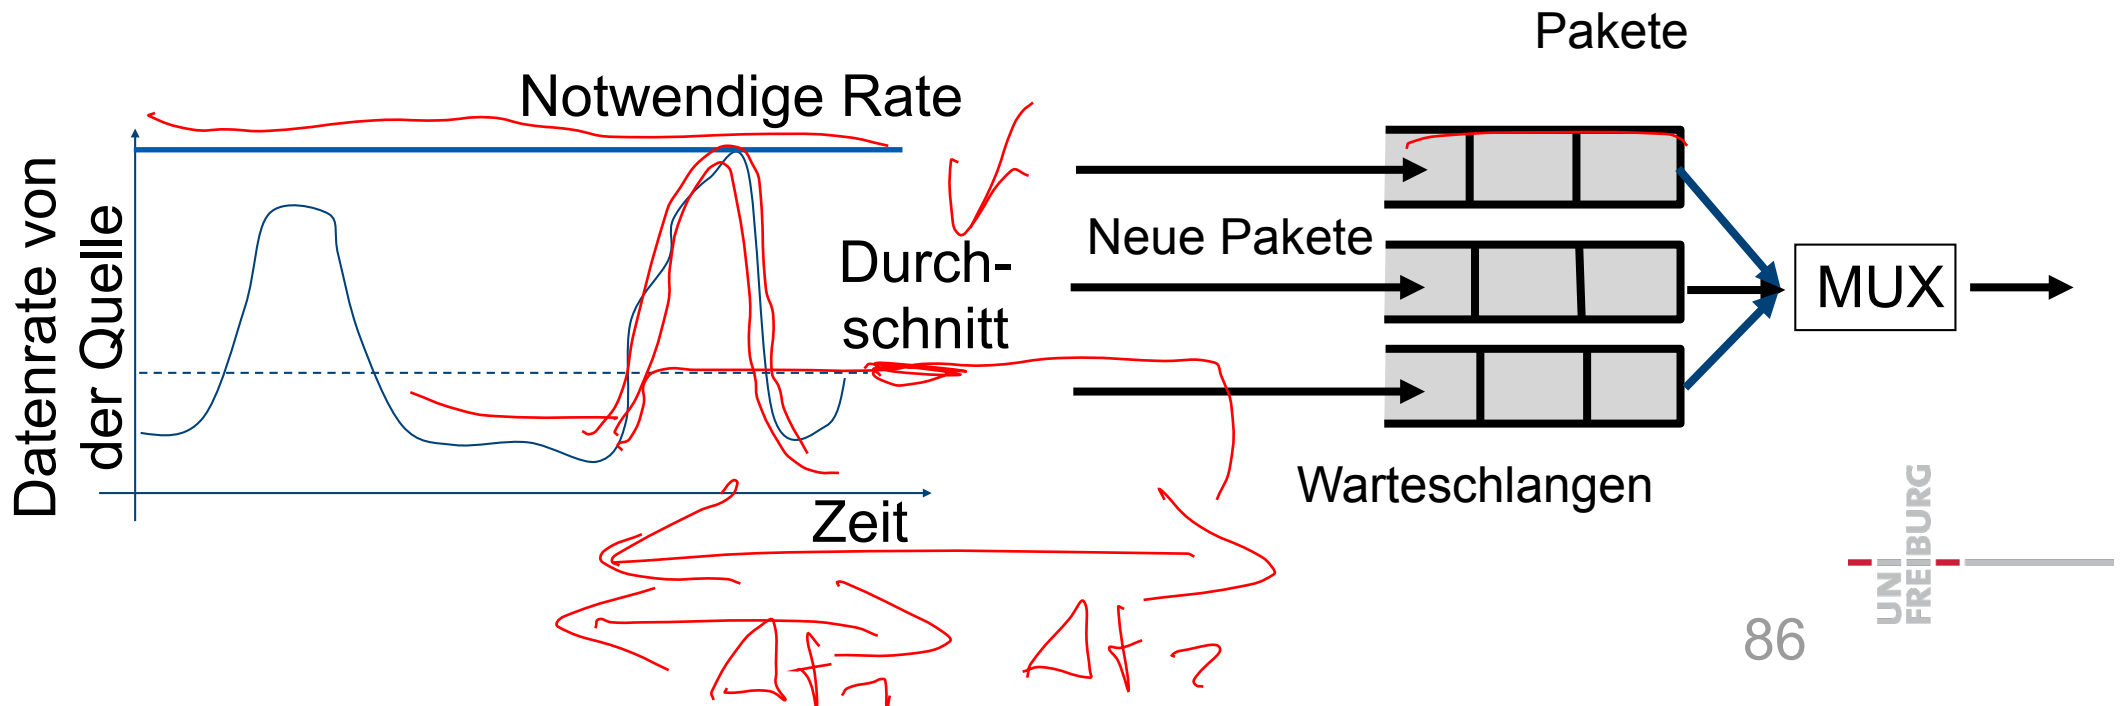 Pakete
Notwendige Rate
Datenrate von
der Quelle
Durch-
schnitt
Neue Pakete
MUX
Warteschlangen
Zeit
Δt1
Δt2
UNI
FREIBURG
86